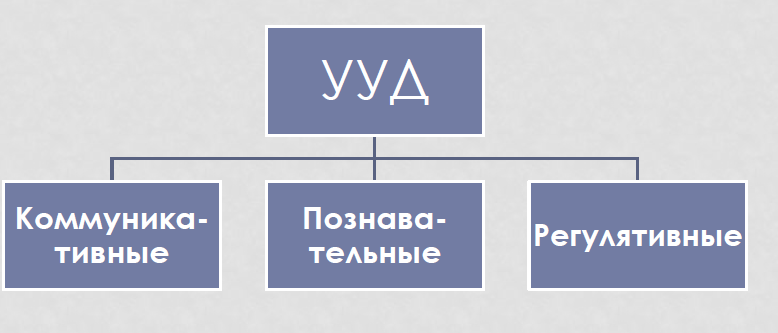 УУД
Коммуника-
тивные
Познава-
тельные
Регулятивные